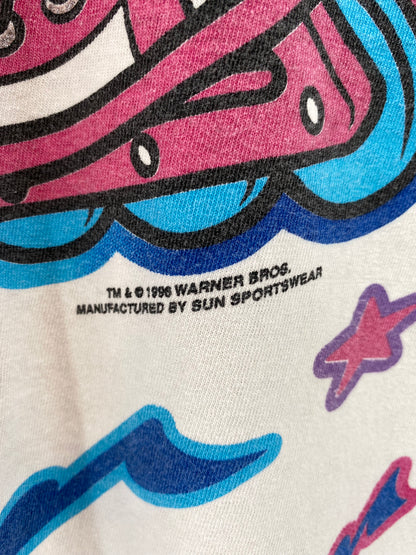 TM & © 1996 WARNER BROS.
MANUFACTURED BY SUN SPORTSWEAR